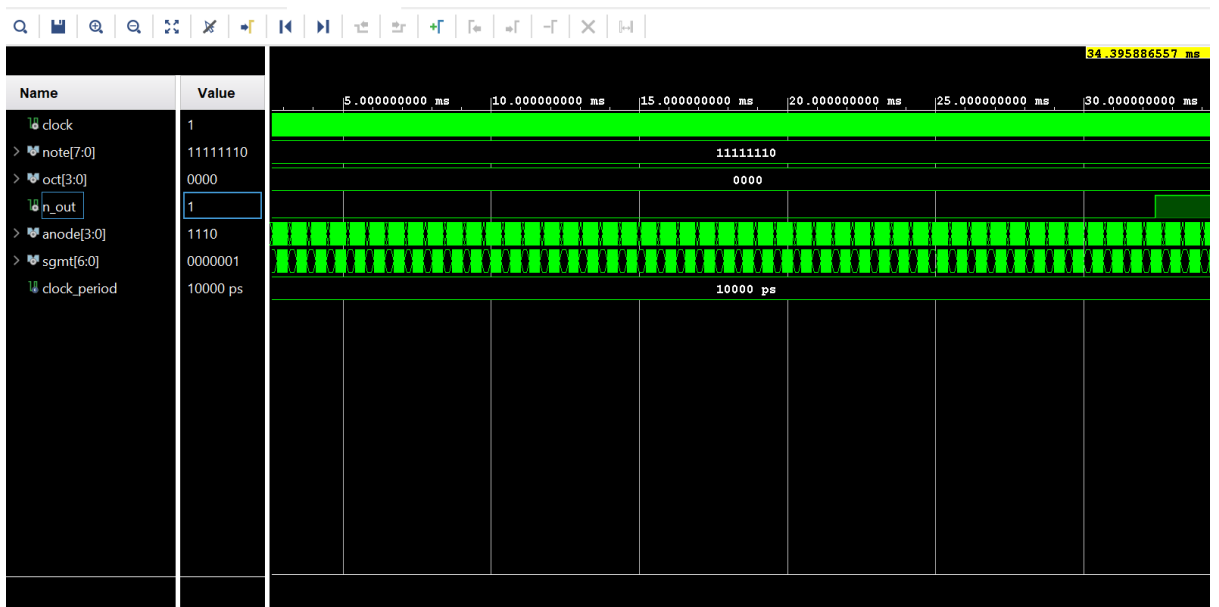 34.395886557 ms
Name Value
5.000000000 ms 10.000000000 ms 15.000000000 ms 20.000000000 ms 25.000000000 ms 30.000000000 ms
clock 1
note[7:0] 11111110 11111110
oct[3:0] 0000 0000
n_out 1
anode[3:0] 1110
sgmt[6:0] 0000001
clock_period 10000 ps 10000 ps